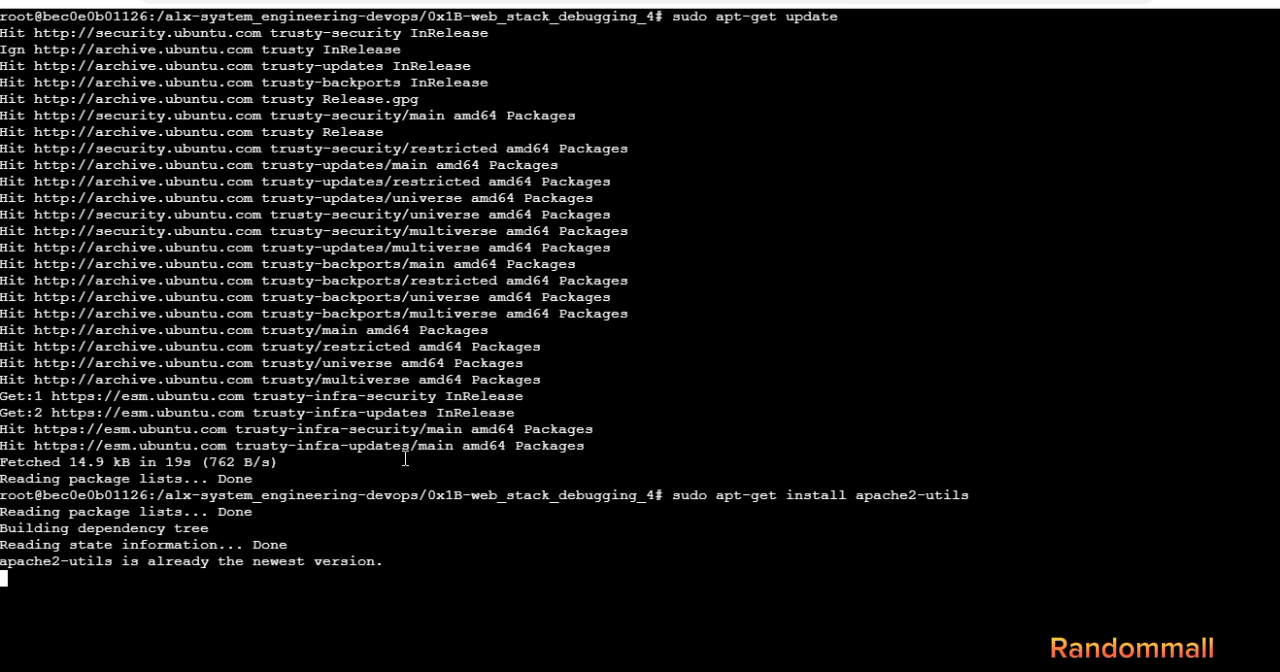 root@bec0e0b01126:/alx-system_engineering-devops/0x1B-web_stack_debugging_4# sudo apt-get update
Hit http://security.ubuntu.com trusty-security InRelease
Ign http://archive.ubuntu.com trusty InRelease
Hit http://archive.ubuntu.com trusty-updates InRelease
Hit http://archive.ubuntu.com trusty-backports InRelease
Hit http://archive.ubuntu.com trusty Release.gpg
Hit http://security.ubuntu.com trusty-security/main amd64 Packages
Hit http://archive.ubuntu.com trusty Release
Hit http://security.ubuntu.com trusty-security/restricted amd64 Packages
Hit http://archive.ubuntu.com trusty-updates/main amd64 Packages
Hit http://archive.ubuntu.com trusty-updates/restricted amd64 Packages
Hit http://archive.ubuntu.com trusty-updates/universe amd64 Packages
Hit http://security.ubuntu.com trusty-security/universe amd64 Packages
Hit http://security.ubuntu.com trusty-security/multiverse amd64 Packages
Hit http://archive.ubuntu.com trusty-updates/multiverse amd64 Packages
Hit http://archive.ubuntu.com trusty-backports/main amd64 Packages
Hit http://archive.ubuntu.com trusty-backports/restricted amd64 Packages
Hit http://archive.ubuntu.com trusty-backports/universe amd64 Packages
Hit http://archive.ubuntu.com trusty-backports/multiverse amd64 Packages
Hit http://archive.ubuntu.com trusty/main amd64 Packages
Hit http://archive.ubuntu.com trusty/restricted amd64 Packages
Hit http://archive.ubuntu.com trusty/universe amd64 Packages
Hit http://archive.ubuntu.com trusty/multiverse amd64 Packages
Get:1 https://esm.ubuntu.com trusty-infra-security InRelease
Get:2 https://esm.ubuntu.com trusty-infra-updates InRelease
Hit https://esm.ubuntu.com trusty-infra-security/main amd64 Packages
Hit https://esm.ubuntu.com trusty-infra-updates/main amd64 Packages
Fetched 14.9 kB in 19s (762 B/s)
Reading package lists... Done
root@bec0e0b01126:/alx-system_engineering-devops/0x1B-web_stack_debugging_4# sudo apt-get install apache2-utils
Reading package lists... Done
Building dependency tree
Reading state information... Done
apache2-utils is already the newest version.
Randommall